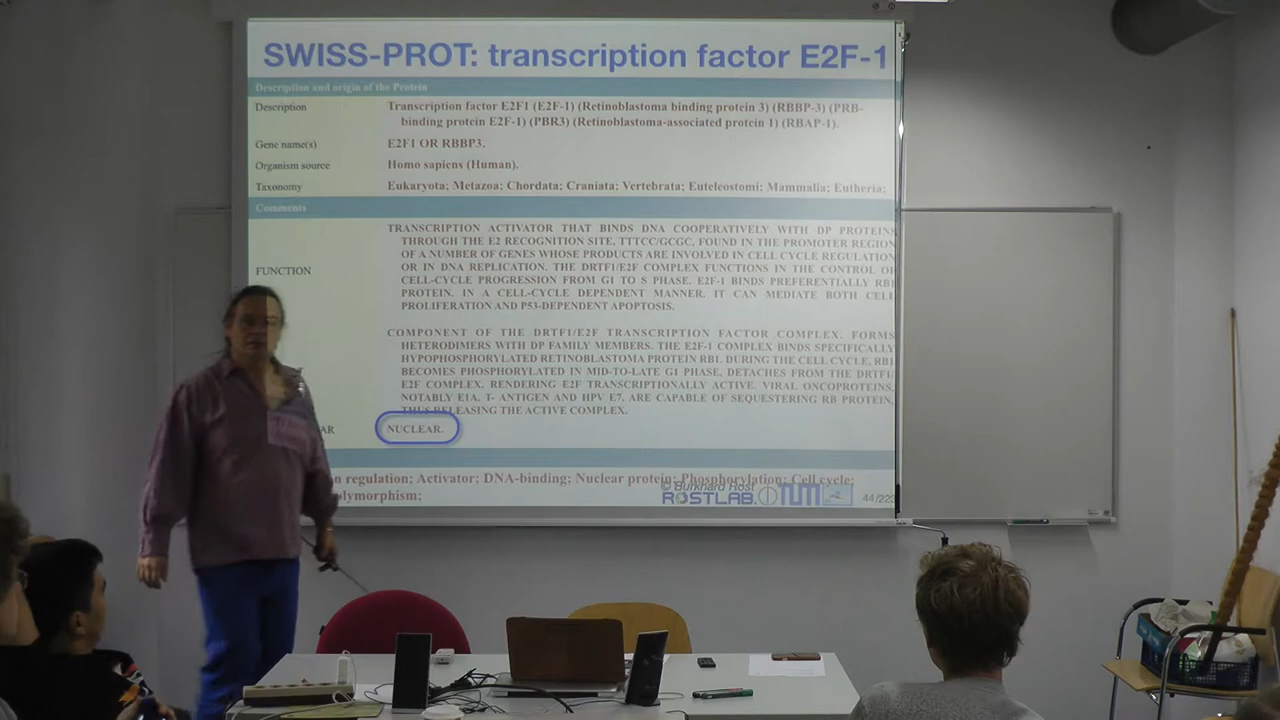 SWISS-PROT: transcription factor E2F-1
Description and origin of the Protein
Description
Transcription factor E2F1 (E2F-1) (Retinoblastoma binding protein 3) (RBBP-3) (PRB-
binding protein E2F-1) (PBR3) (Retinoblastoma-associated protein 1) (RBAP-1).
Gene name(s)
E2F1 OR RBBP3.
Organism source
Homo sapiens (Human).
Taxonomy
Eukaryota; Metazoa; Chordata; Craniata; Vertebrata; Euteleostomi; Mammalia; Eutheria;
Comments
FUNCTION
TRANSCRIPTION ACTIVATOR THAT BINDS DNA COOPERATIVELY WITH DP PROTEINS
THROUGH THE E2 RECOGNITION SITE, TTTCC/GCGC, FOUND IN THE PROMOTER REGION
OF A NUMBER OF GENES WHOSE PRODUCTS ARE INVOLVED IN CELL CYCLE REGULATION
OR IN DNA REPLICATION. THE DRTF1/E2F COMPLEX FUNCTIONS IN THE CONTROL OF
CELL-CYCLE PROGRESSION FROM G1 TO S PHASE. E2F-1 BINDS PREFERENTIALLY RB1
PROTEIN, IN A CELL-CYCLE DEPENDENT MANNER. IT CAN MEDIATE BOTH CELL
PROLIFERATION AND P53-DEPENDENT APOPTOSIS.
COMPONENT OF THE DRTF1/E2F TRANSCRIPTION FACTOR COMPLEX. FORMS
HETERODIMERS WITH DP FAMILY MEMBERS. THE E2F-1 COMPLEX BINDS SPECIFICALLY
HYPOPHOSPHORYLATED RETINOBLASTOMA PROTEIN RB1. DURING THE CELL CYCLE, RB1
BECOMES PHOSPHORYLATED IN MID-TO-LATE G1 PHASE, DETACHES FROM THE DRTF1/
E2F COMPLEX, RENDERING E2F TRANSCRIPTIONALLY ACTIVE. VIRAL ONCOPROTEINS,
NOTABLY E1A, T- ANTIGEN AND HPV E7, ARE CAPABLE OF SEQUESTERING RB PROTEIN,
THUS RELEASING THE ACTIVE COMPLEX.
AR
NUCLEAR.
n regulation; Activator; DNA-binding; Nuclear protein; Phosphorylation; Cell cycle;
lymorphism;
© Burkhard Rost
ROSTLAB TUM
44/223